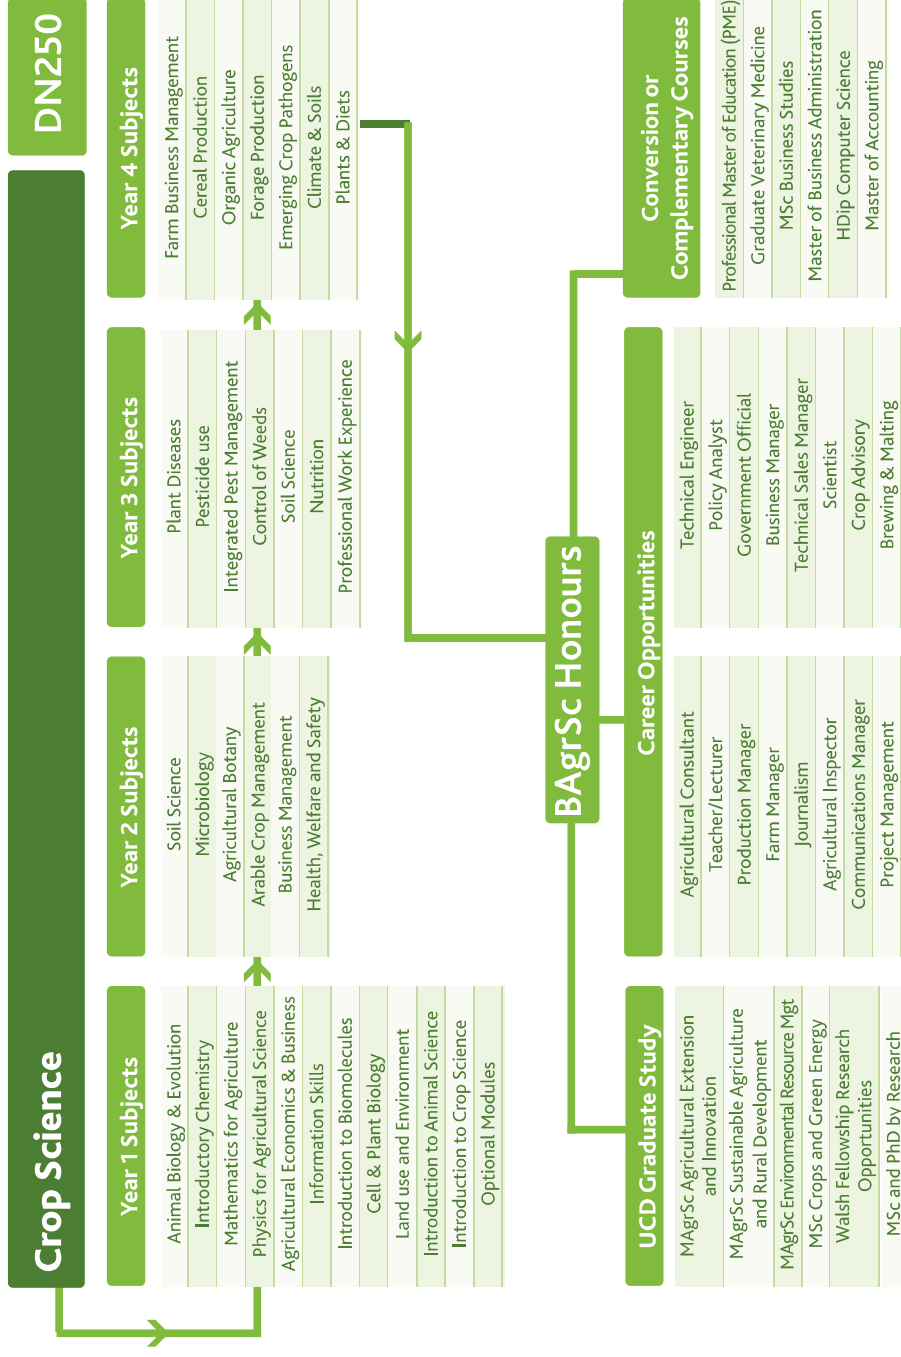 Crop Science
DN250
Year 1 Subjects
Animal Biology & Evolution
Introductory Chemistry
Mathematics for Agriculture
Physics for Agricultural Science
Agricultural Economics & Business
Information Skills
Introduction to Biomolecules
Cell & Plant Biology
Land use and Environment
Introduction to Animal Science
Introduction to Crop Science
Optional Modules
Year 2 Subjects
Soil Science
Microbiology
Agricultural Botany
Arable Crop Management
Business Management
Health, Welfare and Safety
Year 3 Subjects
Plant Diseases
Pesticide use
Integrated Pest Management
Control of Weeds
Soil Science
Nutrition
Professional Work Experience
Year 4 Subjects
Farm Business Management
Cereal Production
Organic Agriculture
Forage Production
Emerging Crop Pathogens
Climate & Soils
Plants & Diets
BAgrSc Honours
UCD Graduate Study
MAgrSc Agricultural Extension
and Innovation
MAgrSc Sustainable Agriculture
and Rural Development
MAgrSc Environmental Resource Mgt
MSc Crops and Green Energy
Walsh Fellowship Research
Opportunities
MSc and PhD by Research
Career Opportunities
Agricultural Consultant
Teacher/Lecturer
Production Manager
Farm Manager
Journalism
Agricultural Inspector
Communications Manager
Project Management
Technical Engineer
Policy Analyst
Government Official
Business Manager
Technical Sales Manager
Scientist
Crop Advisory
Brewing & Malting
Conversion or
Complementary Courses
Professional Master of Education (PME)
Graduate Veterinary Medicine
MSc Business Studies
Master of Business Administration
HDip Computer Science
Master of Accounting